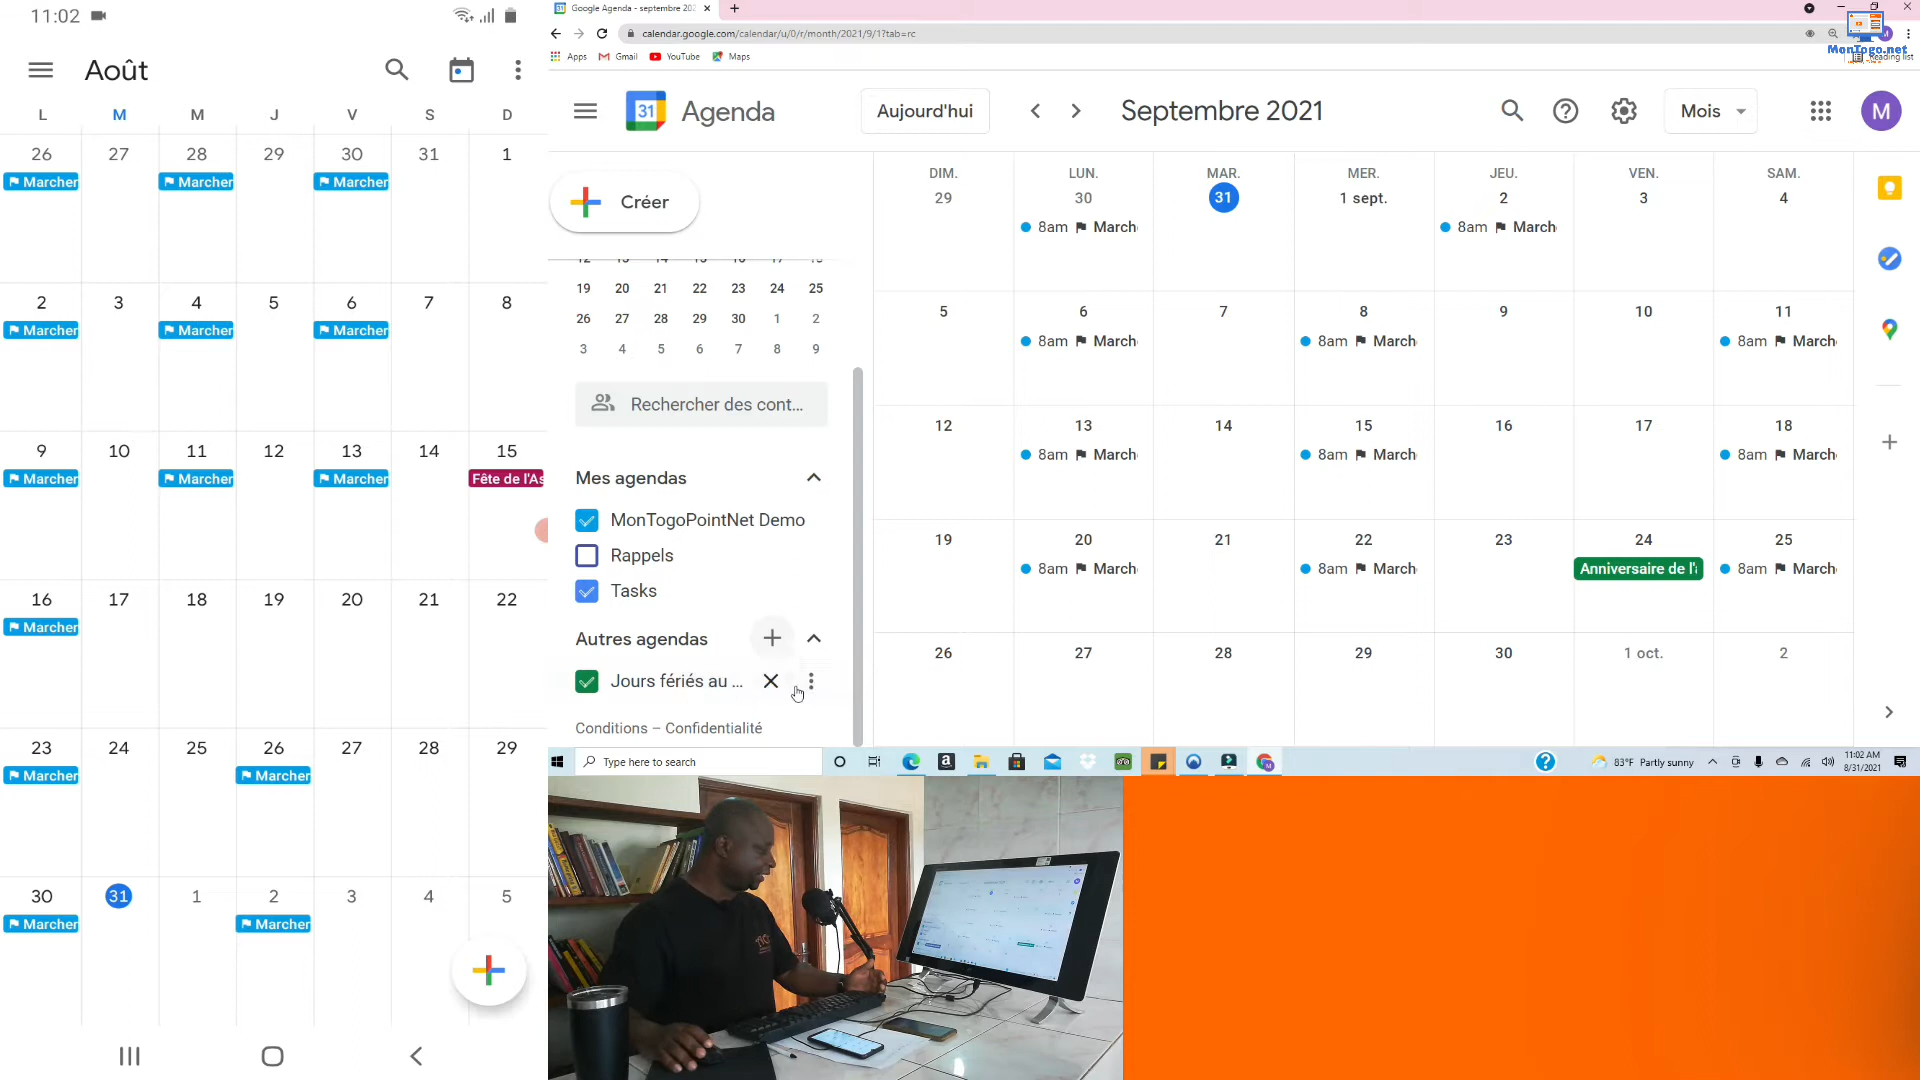 11:02
Août
L M M J V S D
26 27 28 29 30 31 1
Marcher Marcher Marcher
2 3 4 5 6 7 8
Marcher Marcher Marcher
9 10 11 12 13 14 15
Marcher Marcher Marcher Fête de l'As
16 17 18 19 20 21 22
Marcher
23 24 25 26 27 28 29
Marcher Marcher
30 31 1 2 3 4 5
Marcher Marcher
Google Agenda - septembre 202
calendar.google.com/calendar/u/0/r/month/2021/9/1?tab=rc
Apps Gmail YouTube Maps
MonTogo.net
Reading list
31 Agenda Aujourd'hui Septembre 2021 Mois M
Créer
19 20 21 22 23 24 25
26 27 28 29 30 1 2
3 4 5 6 7 8 9
Rechercher des cont...
Mes agendas
MonTogoPointNet Demo
Rappels
Tasks
Autres agendas
Jours fériés au ...
Conditions – Confidentialité
DIM. LUN. MAR. MER. JEU. VEN. SAM.
29 30 31 1 sept. 2 3 4
8am March 8am March
5 6 7 8 9 10 11
8am March 8am March 8am March
12 13 14 15 16 17 18
8am March 8am March 8am March
19 20 21 22 23 24 25
8am March 8am March Anniversaire de l' 8am March
26 27 28 29 30 1 oct. 2
Type here to search
83°F Partly sunny
11:02 AM
8/31/2021